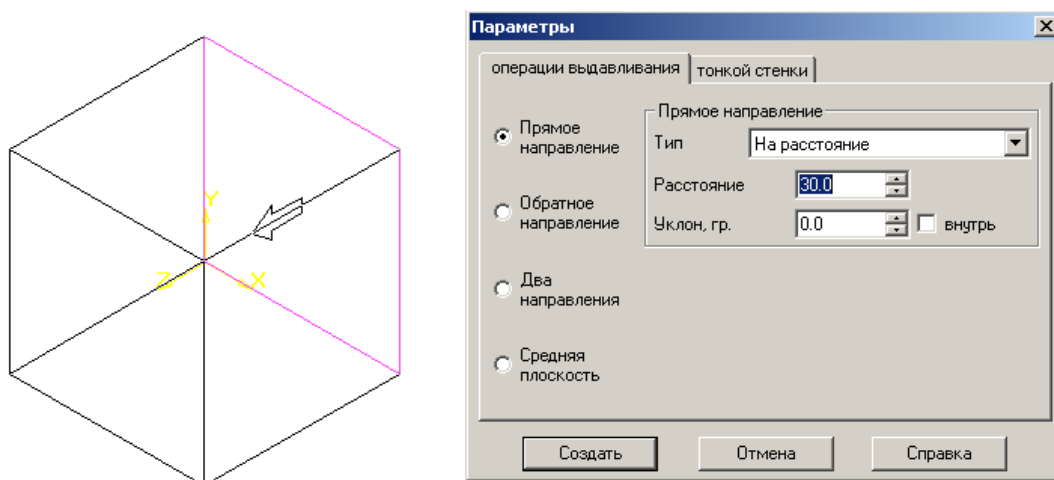 Y
Z
X
Параметры
операции выдавливания
тонкой стенки
Прямое
направление
Обратное
направление
Два
направления
Средняя
плоскость
Прямое направление
Тип
На расстояние
Расстояние
30.0
Уклон, гр.
0.0
внутрь
Создать
Отмена
Справка